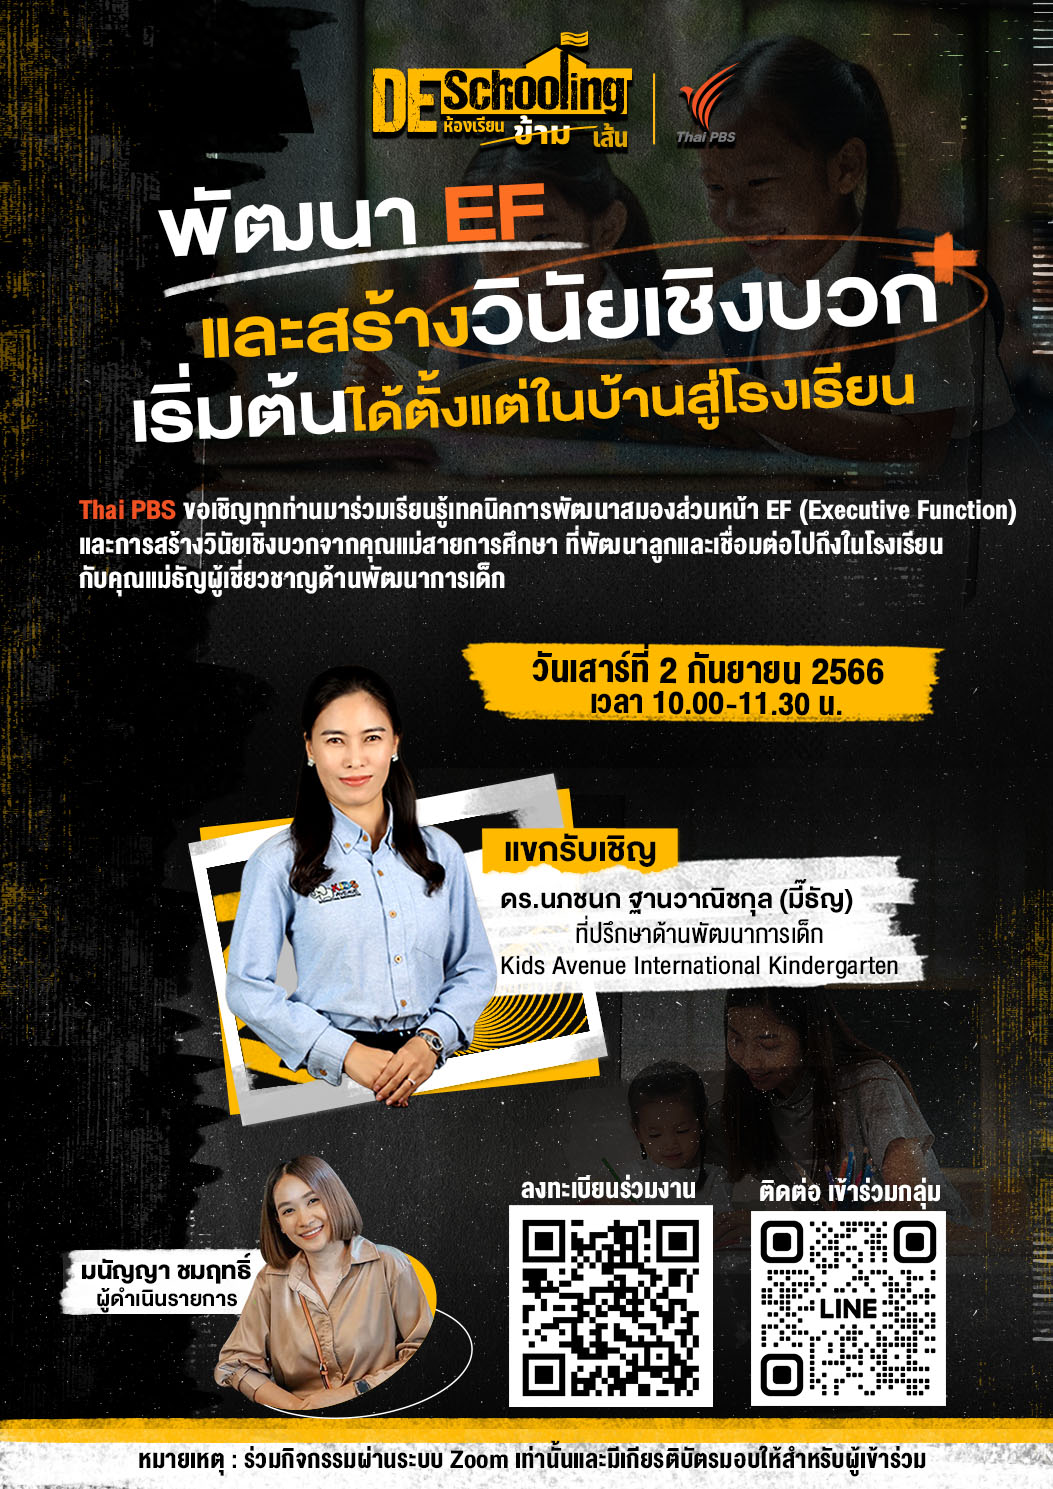 DESchooling
ห้องเรียน ข้าม เส้น
Thai PBS
พัฒนา EF
และสร้างวินัยเชิงบวก+
เริ่มต้นได้ตั้งแต่ในบ้านสู่โรงเรียน
Thai PBS ขอเชิญทุกท่านมาร่วมเรียนรู้เทคนิคการพัฒนาสมองส่วนหน้า EF (Executive Function)
และการสร้างวินัยเชิงบวกจากคุณแม่สายการศึกษา ที่พัฒนาลูกและเชื่อมต่อไปถึงในโรงเรียน
กับคุณแม่ธัญผู้เชี่ยวชาญด้านพัฒนาการเด็ก
วันเสาร์ที่ 2 กันยายน 2566
เวลา 10.00-11.30 น.
แขกรับเชิญ
ดร.นภชนก ฐานวาณิชกุล (มี๊ธัญ)
ที่ปรึกษาด้านพัฒนาการเด็ก
Kids Avenue International Kindergarten
KIDS
มนัญญา ชมฤทธิ์
ผู้ดำเนินรายการ
ลงทะเบียนร่วมงาน
ติดต่อ เข้าร่วมกลุ่ม
LINE
หมายเหตุ : ร่วมกิจกรรมผ่านระบบ Zoom เท่านั้นและมีเกียรติบัตรมอบให้สำหรับผู้เข้าร่วม